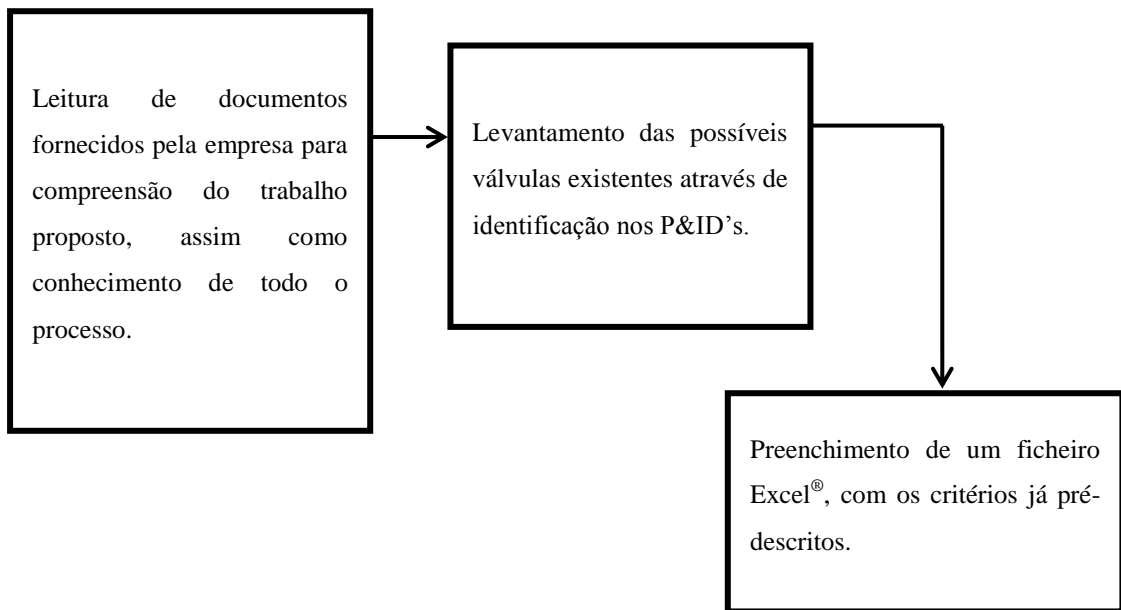 Leitura de documentos
fornecidos pela empresa para
compreensão do trabalho
proposto, assim como
conhecimento de todo o
processo.
Levantamento das possíveis
válvulas existentes através de
identificação nos P&ID’s.
Preenchimento de um ficheiro
Excel®, com os critérios já pré-
descritos.